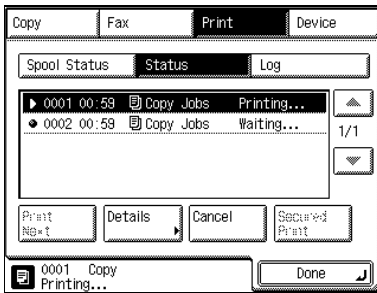 Copy Fax Print Device
Spool Status Status Log
0001 00:59 Copy Jobs Printing...
0002 00:59 Copy Jobs Waiting...
1/1
Print Next Details Cancel Secured Print
0001 Copy
Printing...
Done